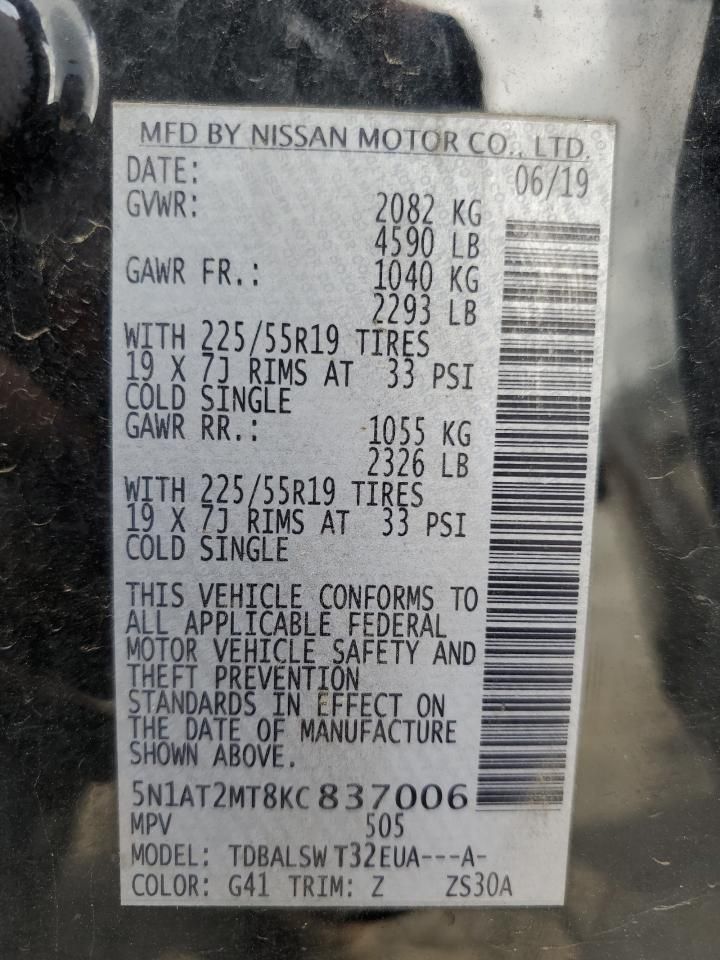 MFD BY NISSAN MOTOR CO., LTD.
DATE: 06/19
GVWR: 2082 KG
4590 LB
GAWR FR.: 1040 KG
2293 LB
WITH 225/55R19 TIRES
19 X 7J RIMS AT 33 PSI
COLD SINGLE
GAWR RR.: 1055 KG
2326 LB
WITH 225/55R19 TIRES
19 X 7J RIMS AT 33 PSI
COLD SINGLE
THIS VEHICLE CONFORMS TO
ALL APPLICABLE FEDERAL
MOTOR VEHICLE SAFETY AND
THEFT PREVENTION
STANDARDS IN EFFECT ON
THE DATE OF MANUFACTURE
SHOWN ABOVE.
5N1AT2MT8KC837006
MPV 505
MODEL: TDBALSW T32EUA---A-
COLOR: G41 TRIM: Z ZS30A